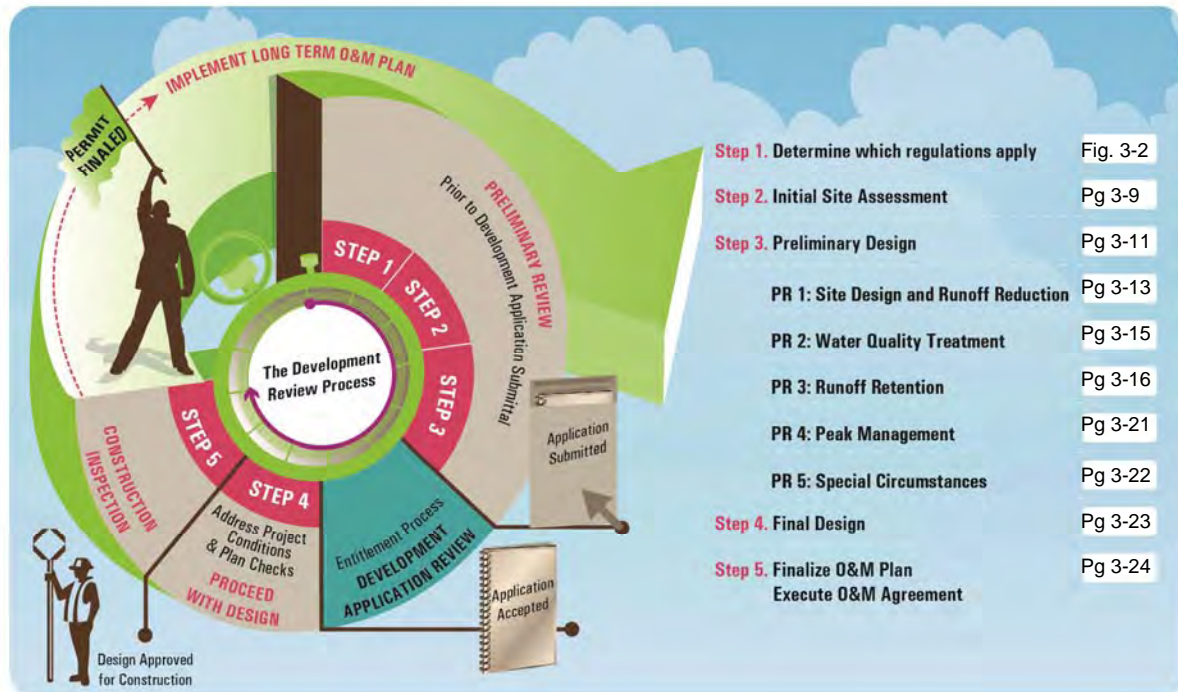 IMPLEMENT LONG TERM O&M PLAN
PERMIT
FINALED
PRELIMINARY REVIEW
Prior to Development Application Submittal
STEP 1
STEP 2
STEP 3
The Development
Review Process
Application
Submitted
Entitlement Process
DEVELOPMENT
APPLICATION REVIEW
Application
Accepted
STEP 4
Address Project
Conditions
& Plan Checks
PROCEED
WITH DESIGN
STEP 5
CONSTRUCTION
INSPECTION
Design Approved
for Construction
Step 1. Determine which regulations apply Fig. 3-2
Step 2. Initial Site Assessment Pg 3-9
Step 3. Preliminary Design Pg 3-11
PR 1: Site Design and Runoff Reduction Pg 3-13
PR 2: Water Quality Treatment Pg 3-15
PR 3: Runoff Retention Pg 3-16
PR 4: Peak Management Pg 3-21
PR 5: Special Circumstances Pg 3-22
Step 4. Final Design Pg 3-23
Step 5. Finalize O&M Plan Pg 3-24
Execute O&M Agreement